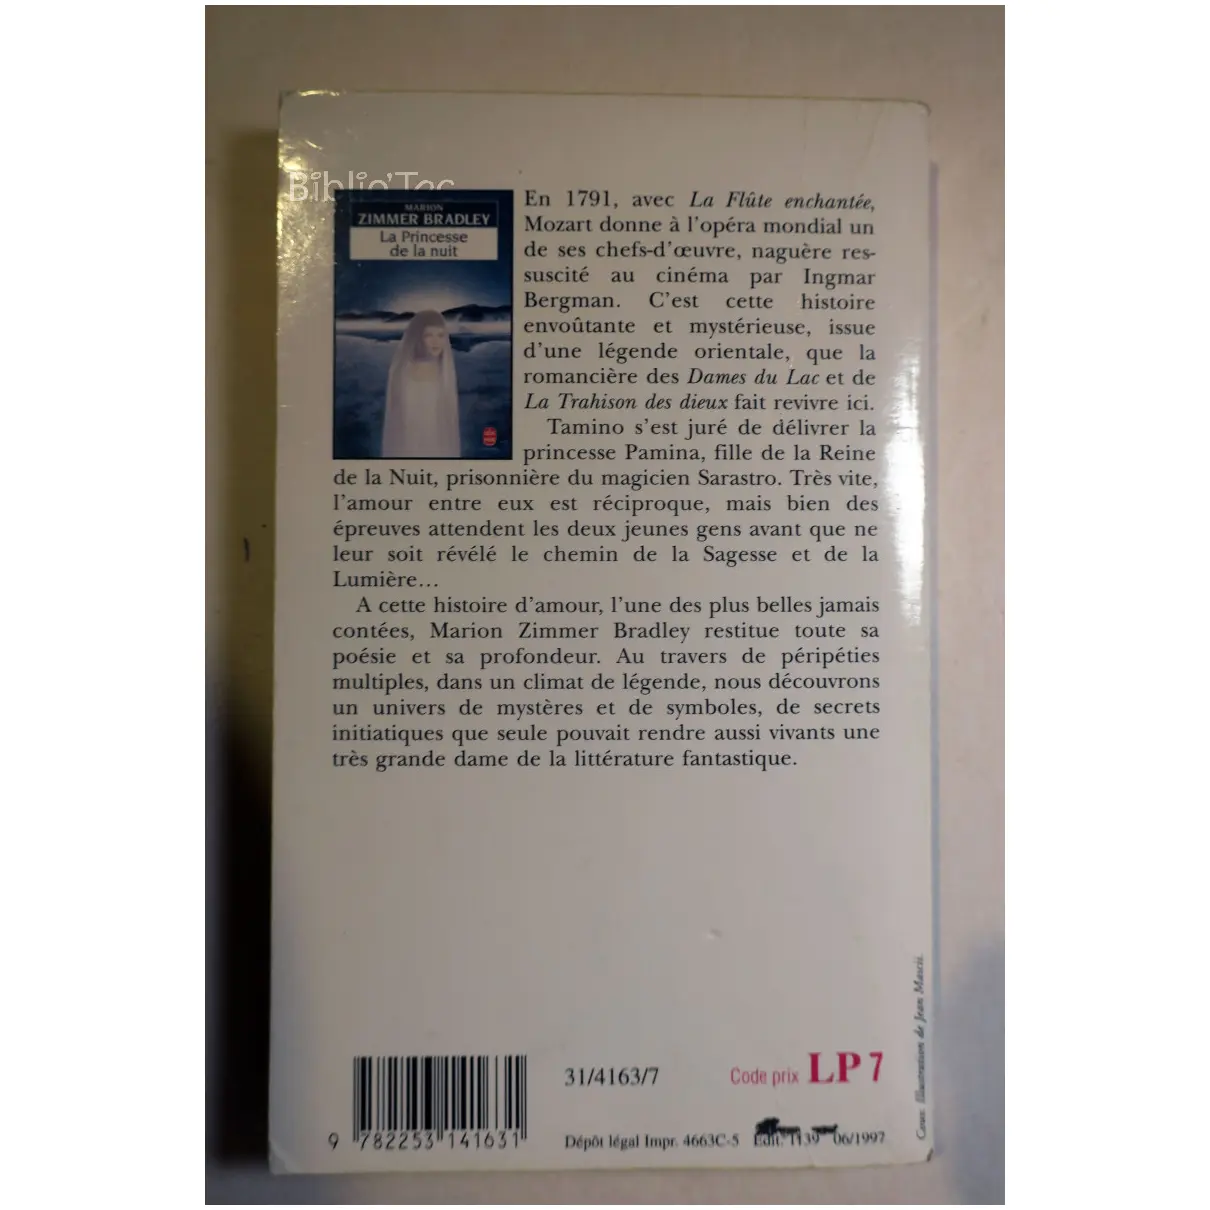 Biblio'Tec
MARION
ZIMMER BRADLEY
La Princesse
de la nuit
En 1791, avec La Flûte enchantée,
Mozart donne à l'opéra mondial un
de ses chefs-d'œuvre, naguère res-
suscité au cinéma par Ingmar
Bergman. C'est cette histoire
envoûtante et mystérieuse, issue
d'une légende orientale, que la
romancière des Dames du Lac et de
La Trahison des dieux fait revivre ici.
Tamino s'est juré de délivrer la
princesse Pamina, fille de la Reine
de la Nuit, prisonnière du magicien Sarastro. Très vite,
l'amour entre eux est réciproque, mais bien des
épreuves attendent les deux jeunes gens avant que ne
leur soit révélé le chemin de la Sagesse et de la
Lumière...
A cette histoire d'amour, l'une des plus belles jamais
contées, Marion Zimmer Bradley restitue toute sa
poésie et sa profondeur. Au travers de péripéties
multiples, dans un climat de légende, nous découvrons
un univers de mystères et de symboles, de secrets
initiatiques que seule pouvait rendre aussi vivants une
très grande dame de la littérature fantastique.
Couv. Illustration de Jean Mascii.
31/4163/7
Code prix LP 7
9 782253 141631
Dépôt légal Impr. 4663C-5 Edit. 1139 06/1997